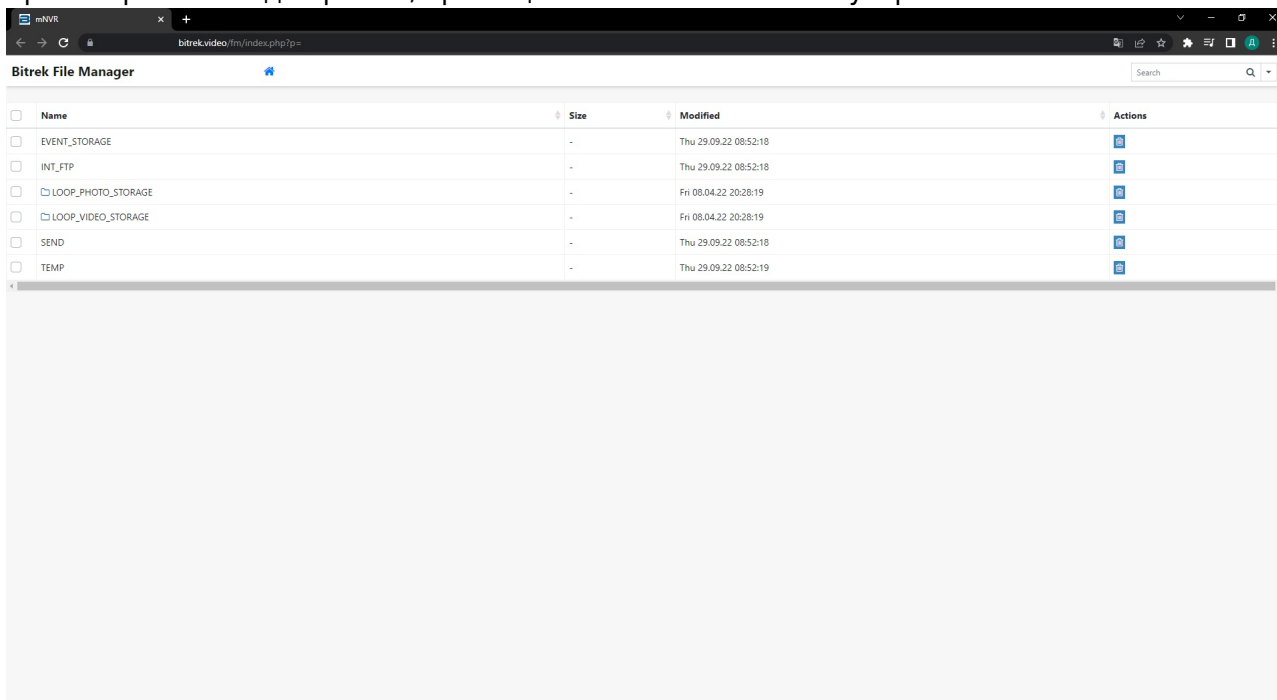 mNVR
bitrek.video/fm/index.php?p=
Д
Bitrek File Manager
Search
Name Size Modified Actions
EVENT_STORAGE - Thu 29.09.22 08:52:18
INT_FTP - Thu 29.09.22 08:52:18
LOOP_PHOTO_STORAGE - Fri 08.04.22 20:28:19
LOOP_VIDEO_STORAGE - Fri 08.04.22 20:28:19
SEND - Thu 29.09.22 08:52:18
TEMP - Thu 29.09.22 08:52:19